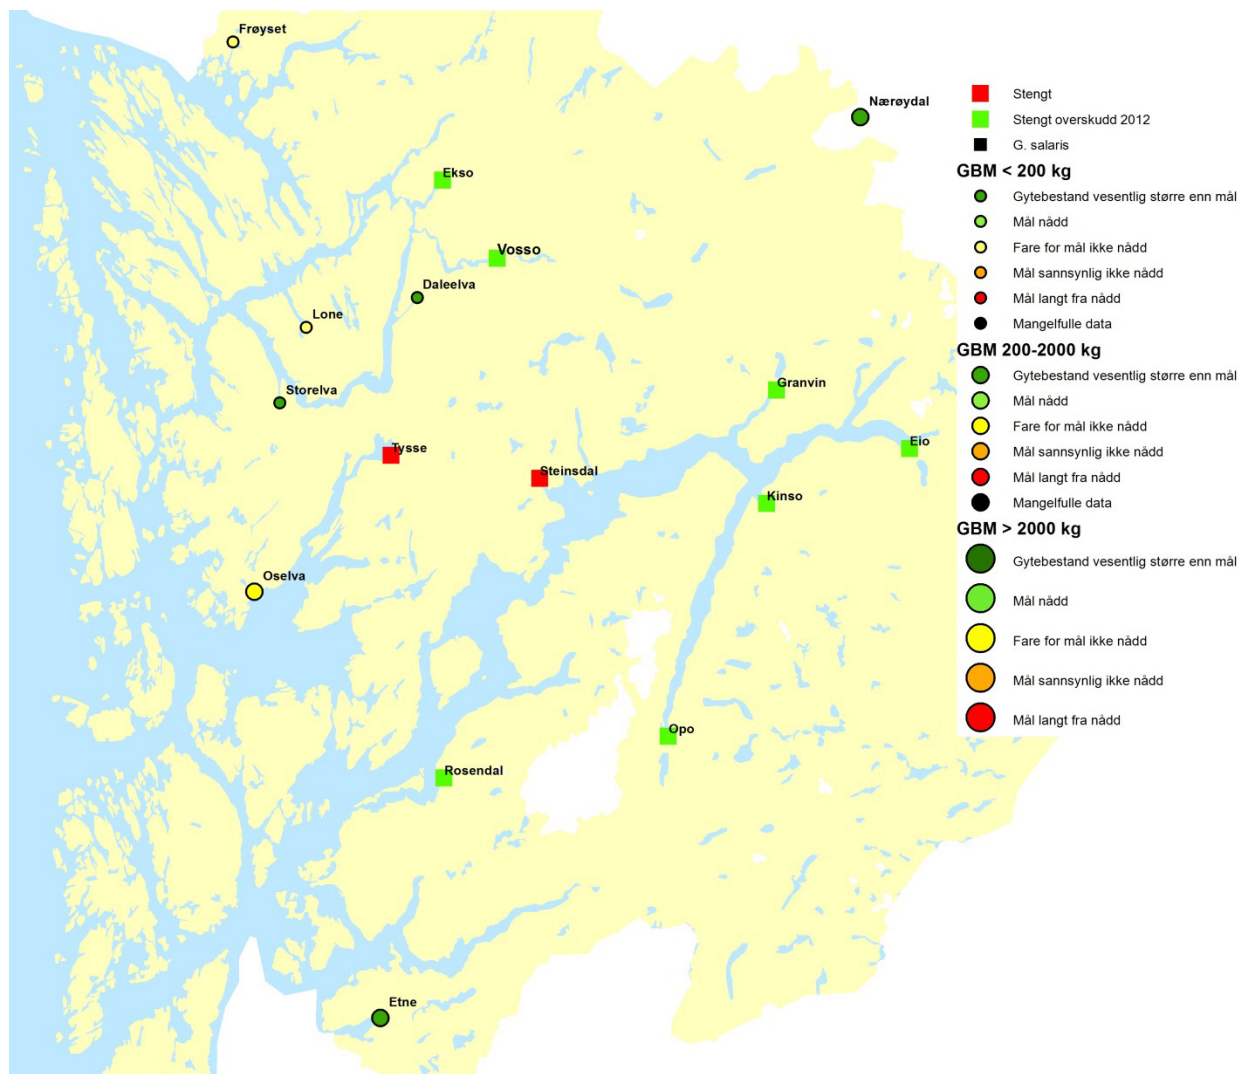 Frøyset
Nærøydal
Ekso
Vosso
Daleelva
Lone
Storelva
Granvin
Eio
Tysse
Steinsdal
Kinso
Oselva
Opo
Rosendal
Etne
Stengt
Stengt overskudd 2012
G. salaris
GBM < 200 kg
Gytebestand vesentlig større enn mål
Mål nådd
Fare for mål ikke nådd
Mål sannsynlig ikke nådd
Mål langt fra nådd
Mangelfulle data
GBM 200-2000 kg
Gytebestand vesentlig større enn mål
Mål nådd
Fare for mål ikke nådd
Mål sannsynlig ikke nådd
Mål langt fra nådd
Mangelfulle data
GBM > 2000 kg
Gytebestand vesentlig større enn mål
Mål nådd
Fare for mål ikke nådd
Mål sannsynlig ikke nådd
Mål langt fra nådd